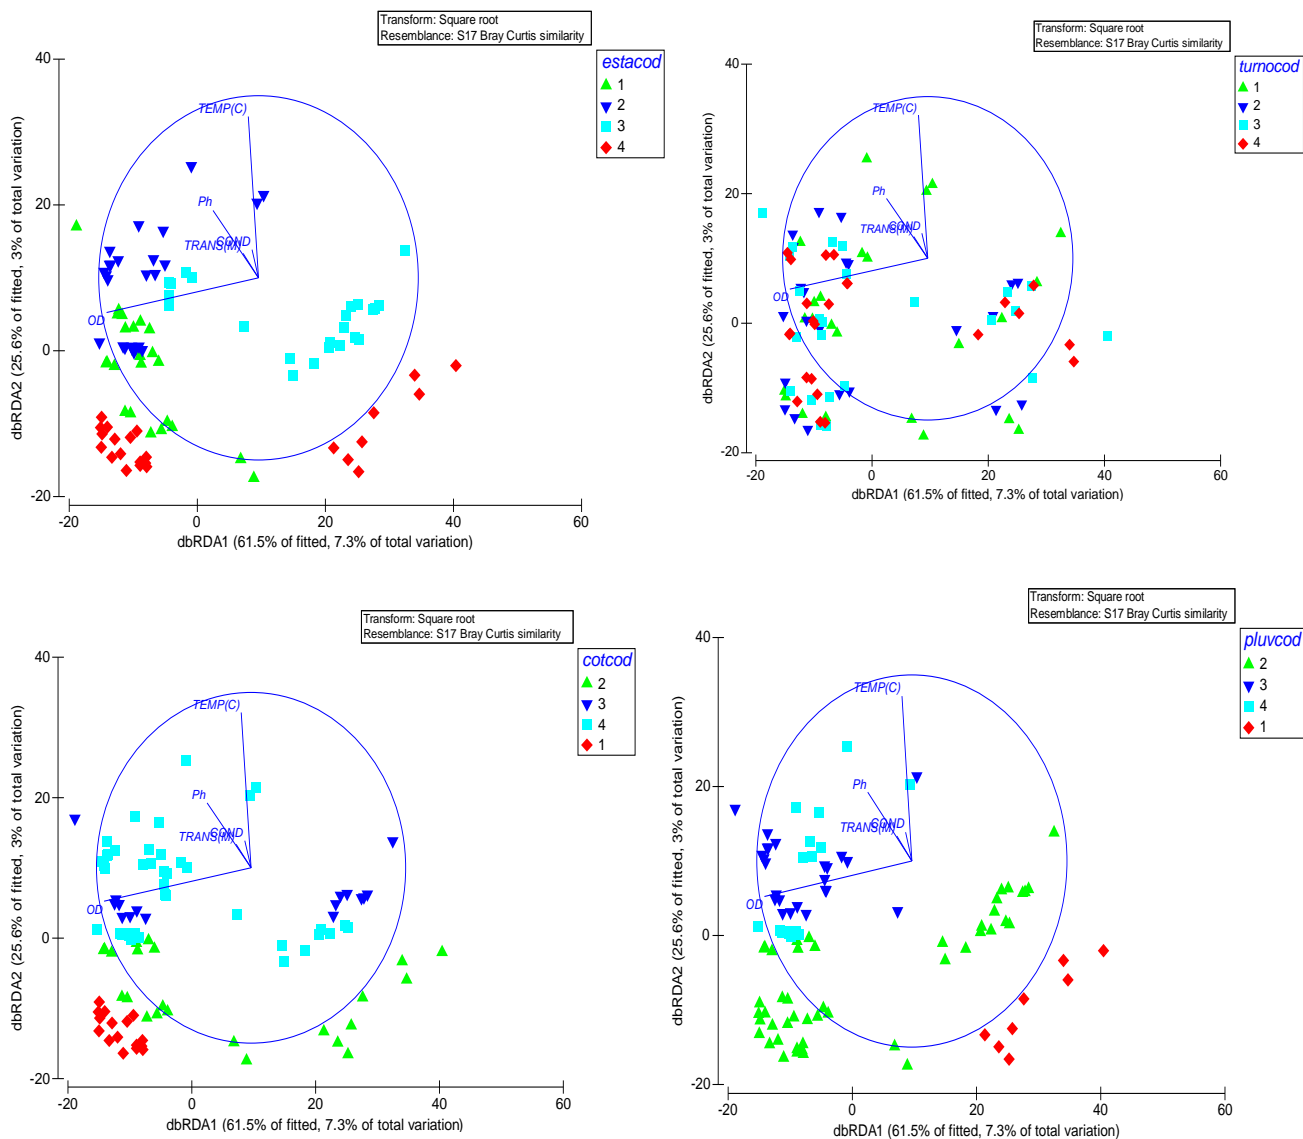 Transform: Square root
Resemblance: S17 Bray Curtis similarity
estacod
1
2
3
4
40
20
0
-20
dbRDA2 (25.6% of fitted, 3% of total variation)
TEMP(C)
Ph
COND
TRANS(M)
OD
-20
0
20
40
60
dbRDA1 (61.5% of fitted, 7.3% of total variation)
Transform: Square root
Resemblance: S17 Bray Curtis similarity
turnocod
1
2
3
4
40
20
0
-20
dbRDA2 (25.6% of fitted, 3% of total variation)
TEMP(C)
Ph
COND
TRANS(M)
OD
-20
0
20
40
60
dbRDA1 (61.5% of fitted, 7.3% of total variation)
Transform: Square root
Resemblance: S17 Bray Curtis similarity
cotcod
2
3
4
1
40
20
0
-20
dbRDA2 (25.6% of fitted, 3% of total variation)
TEMP(C)
Ph
COND
TRANS(M)
OD
-20
0
20
40
60
dbRDA1 (61.5% of fitted, 7.3% of total variation)
Transform: Square root
Resemblance: S17 Bray Curtis similarity
pluvcod
2
3
4
1
40
20
0
-20
dbRDA2 (25.6% of fitted, 3% of total variation)
TEMP(C)
Ph
COND
TRANS(M)
OD
-20
0
20
40
60
dbRDA1 (61.5% of fitted, 7.3% of total variation)